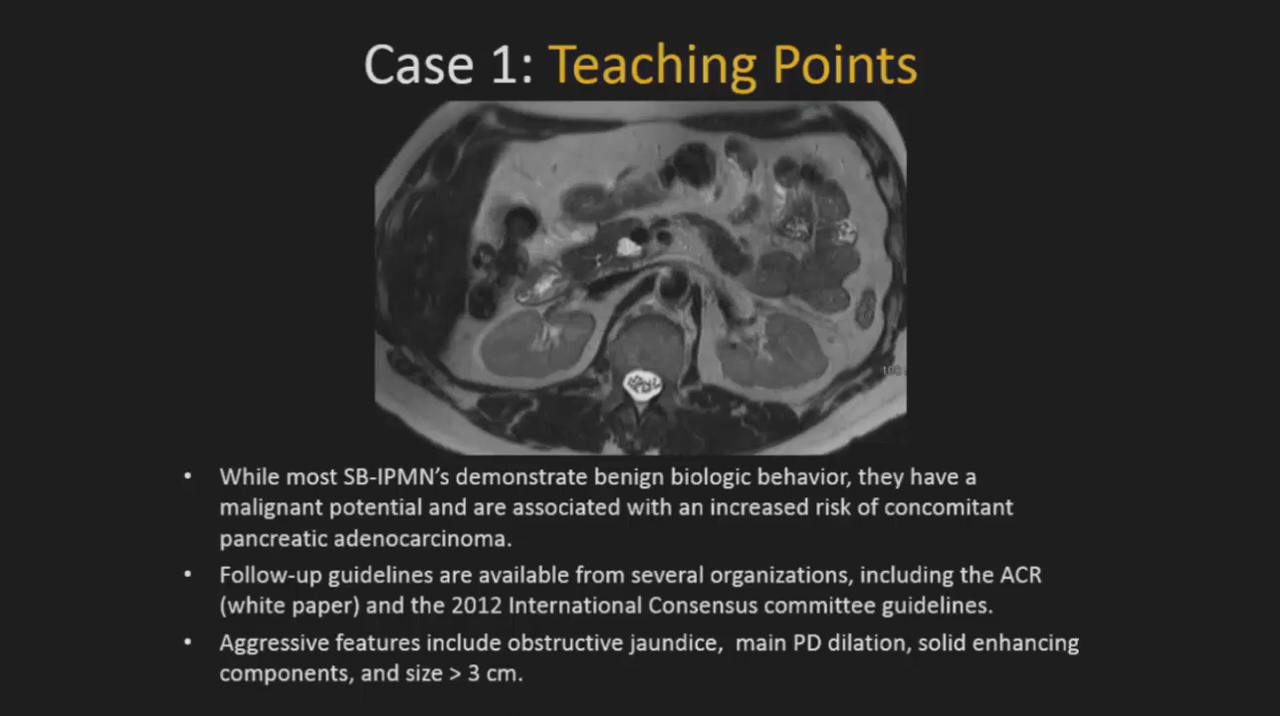 Case 1: Teaching Points
• While most SB-IPMN's demonstrate benign biologic behavior, they have a
malignant potential and are associated with an increased risk of concomitant
pancreatic adenocarcinoma.
• Follow-up guidelines are available from several organizations, including the ACR
(white paper) and the 2012 International Consensus committee guidelines.
• Aggressive features include obstructive jaundice,  main PD dilation, solid enhancing
components, and size > 3 cm.